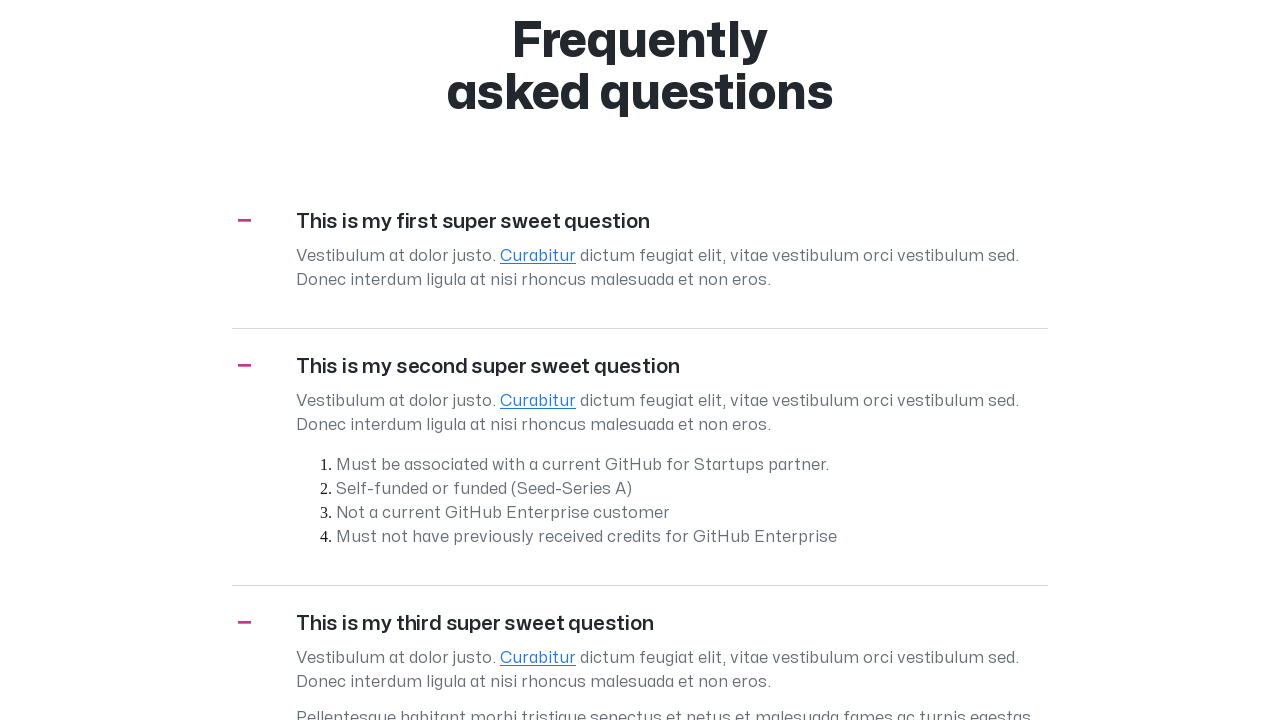 Frequently
asked questions
This is my first super sweet question
Vestibulum at dolor justo. Curabitur dictum feugiat elit, vitae vestibulum orci vestibulum sed.
Donec interdum ligula at nisi rhoncus malesuada et non eros.
This is my second super sweet question
Vestibulum at dolor justo. Curabitur dictum feugiat elit, vitae vestibulum orci vestibulum sed.
Donec interdum ligula at nisi rhoncus malesuada et non eros.
1. Must be associated with a current GitHub for Startups partner.
2. Self-funded or funded (Seed-Series A)
3. Not a current GitHub Enterprise customer
4. Must not have previously received credits for GitHub Enterprise
This is my third super sweet question
Vestibulum at dolor justo. Curabitur dictum feugiat elit, vitae vestibulum orci vestibulum sed.
Donec interdum ligula at nisi rhoncus malesuada et non eros.
Pellentesque habitant morbi tristique senectus et netus et malesuada fames ac turpis egestas.